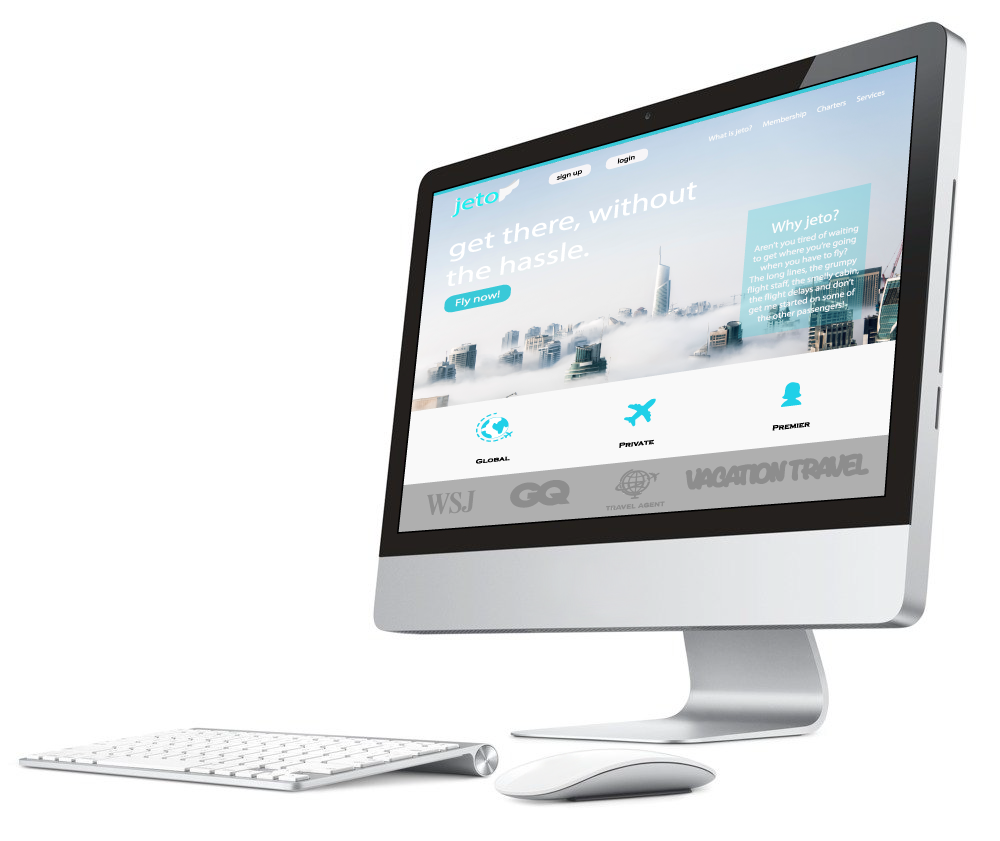 What is jeto? Membership Charters Services
sign up login
jeto
get there, without
the hassle.
Fly now!
Why jeto?
Aren't you tired of waiting
to get where you're going
when you have to fly?
The long lines, the grumpy
flight staff, the smelly cabin,
the flight delays and don't
get me started on some of
the other passengers!
Global
Private
Premier
WSJ
GQ
TRAVEL AGENT
VACATION TRAVEL